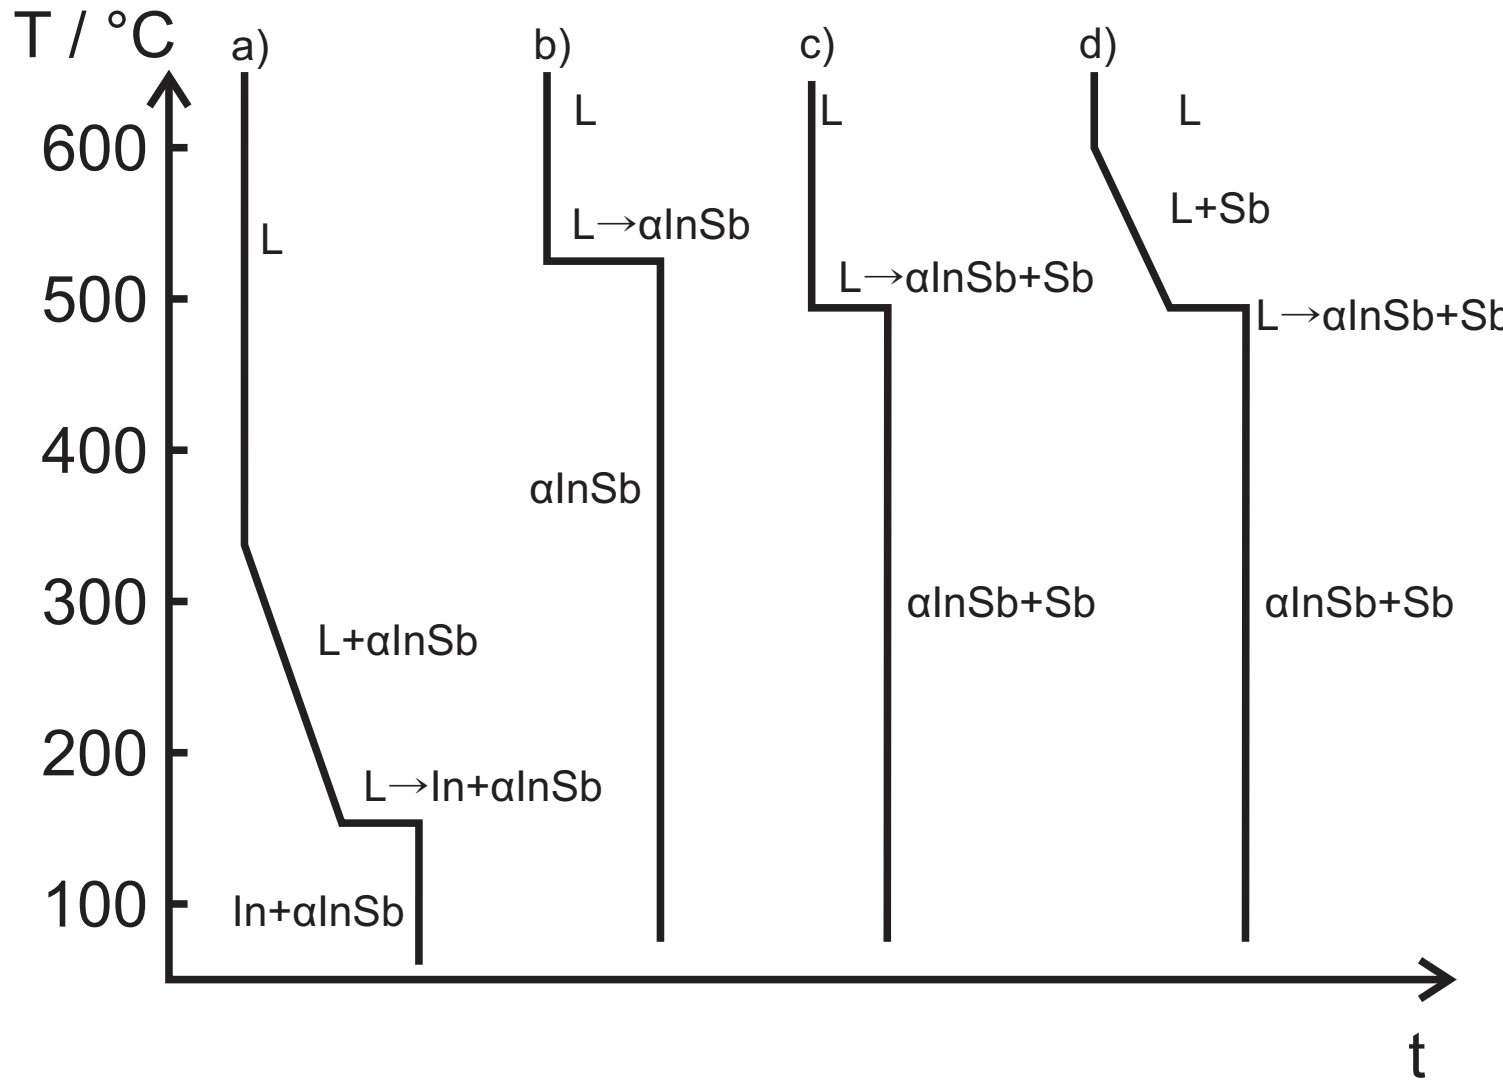 T / °C
a)
b)
c)
d)
600
500
400
300
200
100
L
L+αInSb
L→In+αInSb
In+αInSb
L
L→αInSb
αInSb
L
L→αInSb+Sb
αInSb+Sb
L
L+Sb
L→αInSb+Sb
αInSb+Sb
t